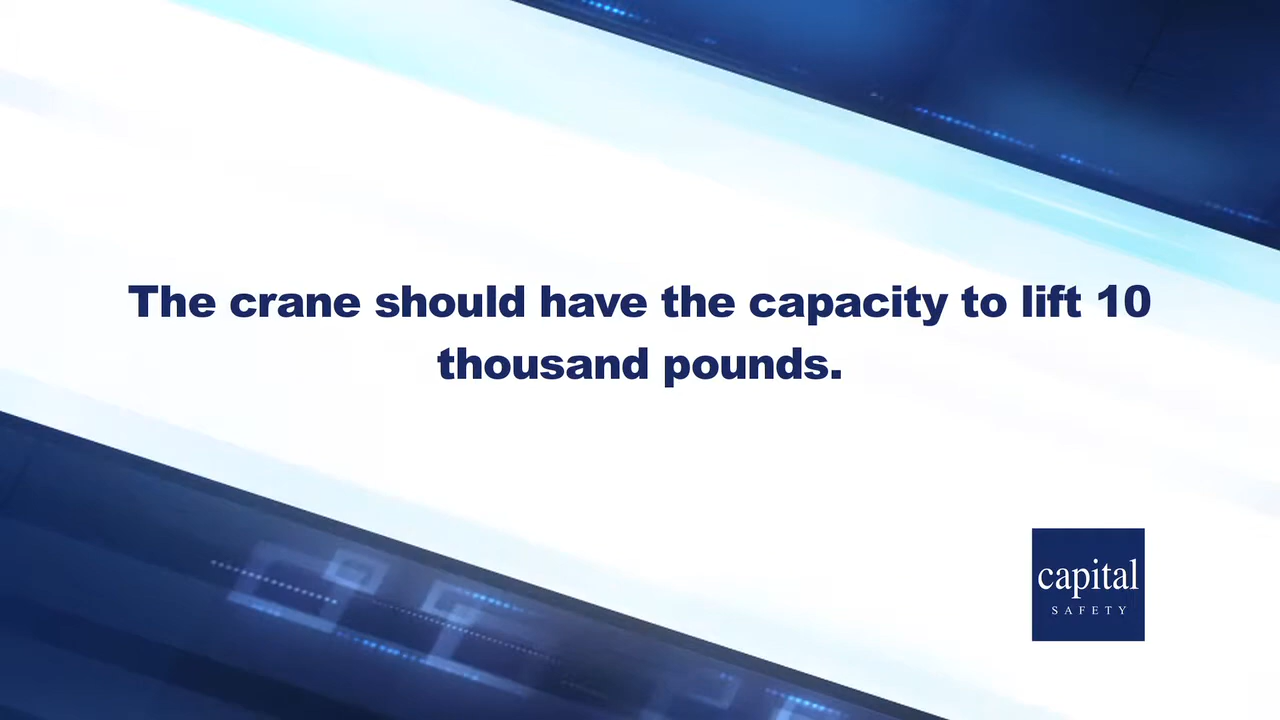 The crane should have the capacity to lift 10
thousand pounds.
capital
SAFETY